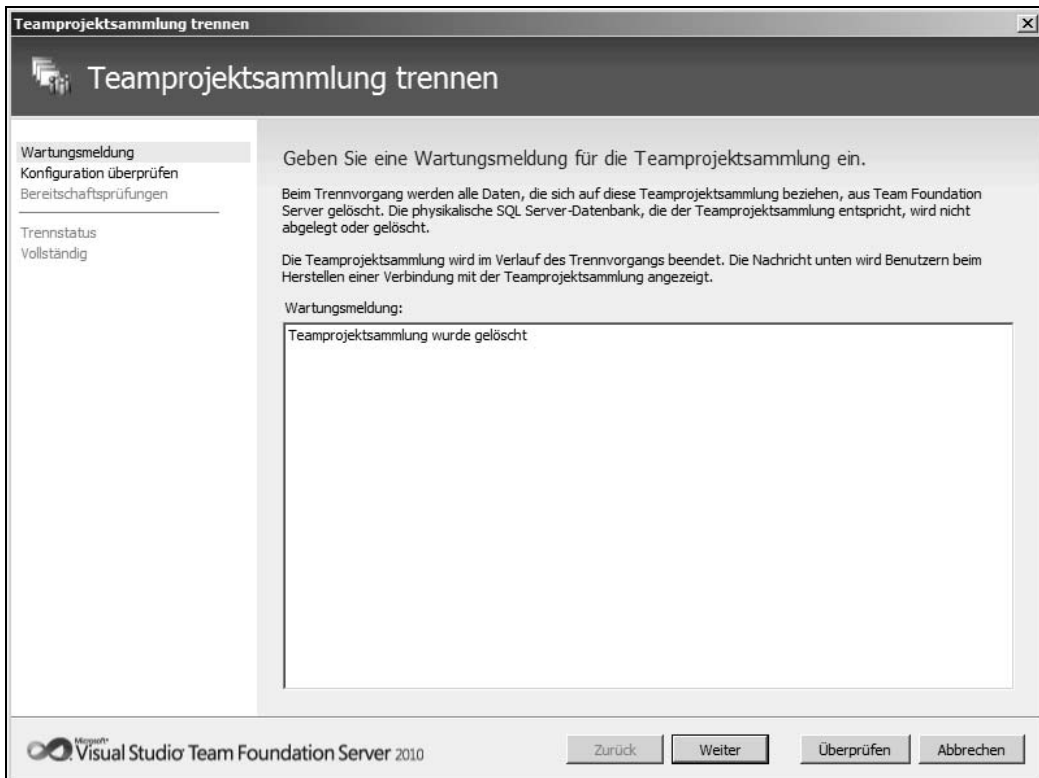 Teamprojektsammlung trennen
Teamprojektsammlung trennen
Wartungsmeldung
Konfiguration überprüfen
Bereitschaftsprüfungen
Trennstatus
Vollständig
Geben Sie eine Wartungsmeldung für die Teamprojektsammlung ein.
Beim Trennvorgang werden alle Daten, die sich auf diese Teamprojektsammlung beziehen, aus Team Foundation
Server gelöscht. Die physikalische SQL Server-Datenbank, die der Teamprojektsammlung entspricht, wird nicht
abgelegt oder gelöscht.
Die Teamprojektsammlung wird im Verlauf des Trennvorgangs beendet. Die Nachricht unten wird Benutzern beim
Herstellen einer Verbindung mit der Teamprojektsammlung angezeigt.
Wartungsmeldung:
Teamprojektsammlung wurde gelöscht
Microsoft®
Visual Studio Team Foundation Server 2010
Zurück
Weiter
Überprüfen
Abbrechen